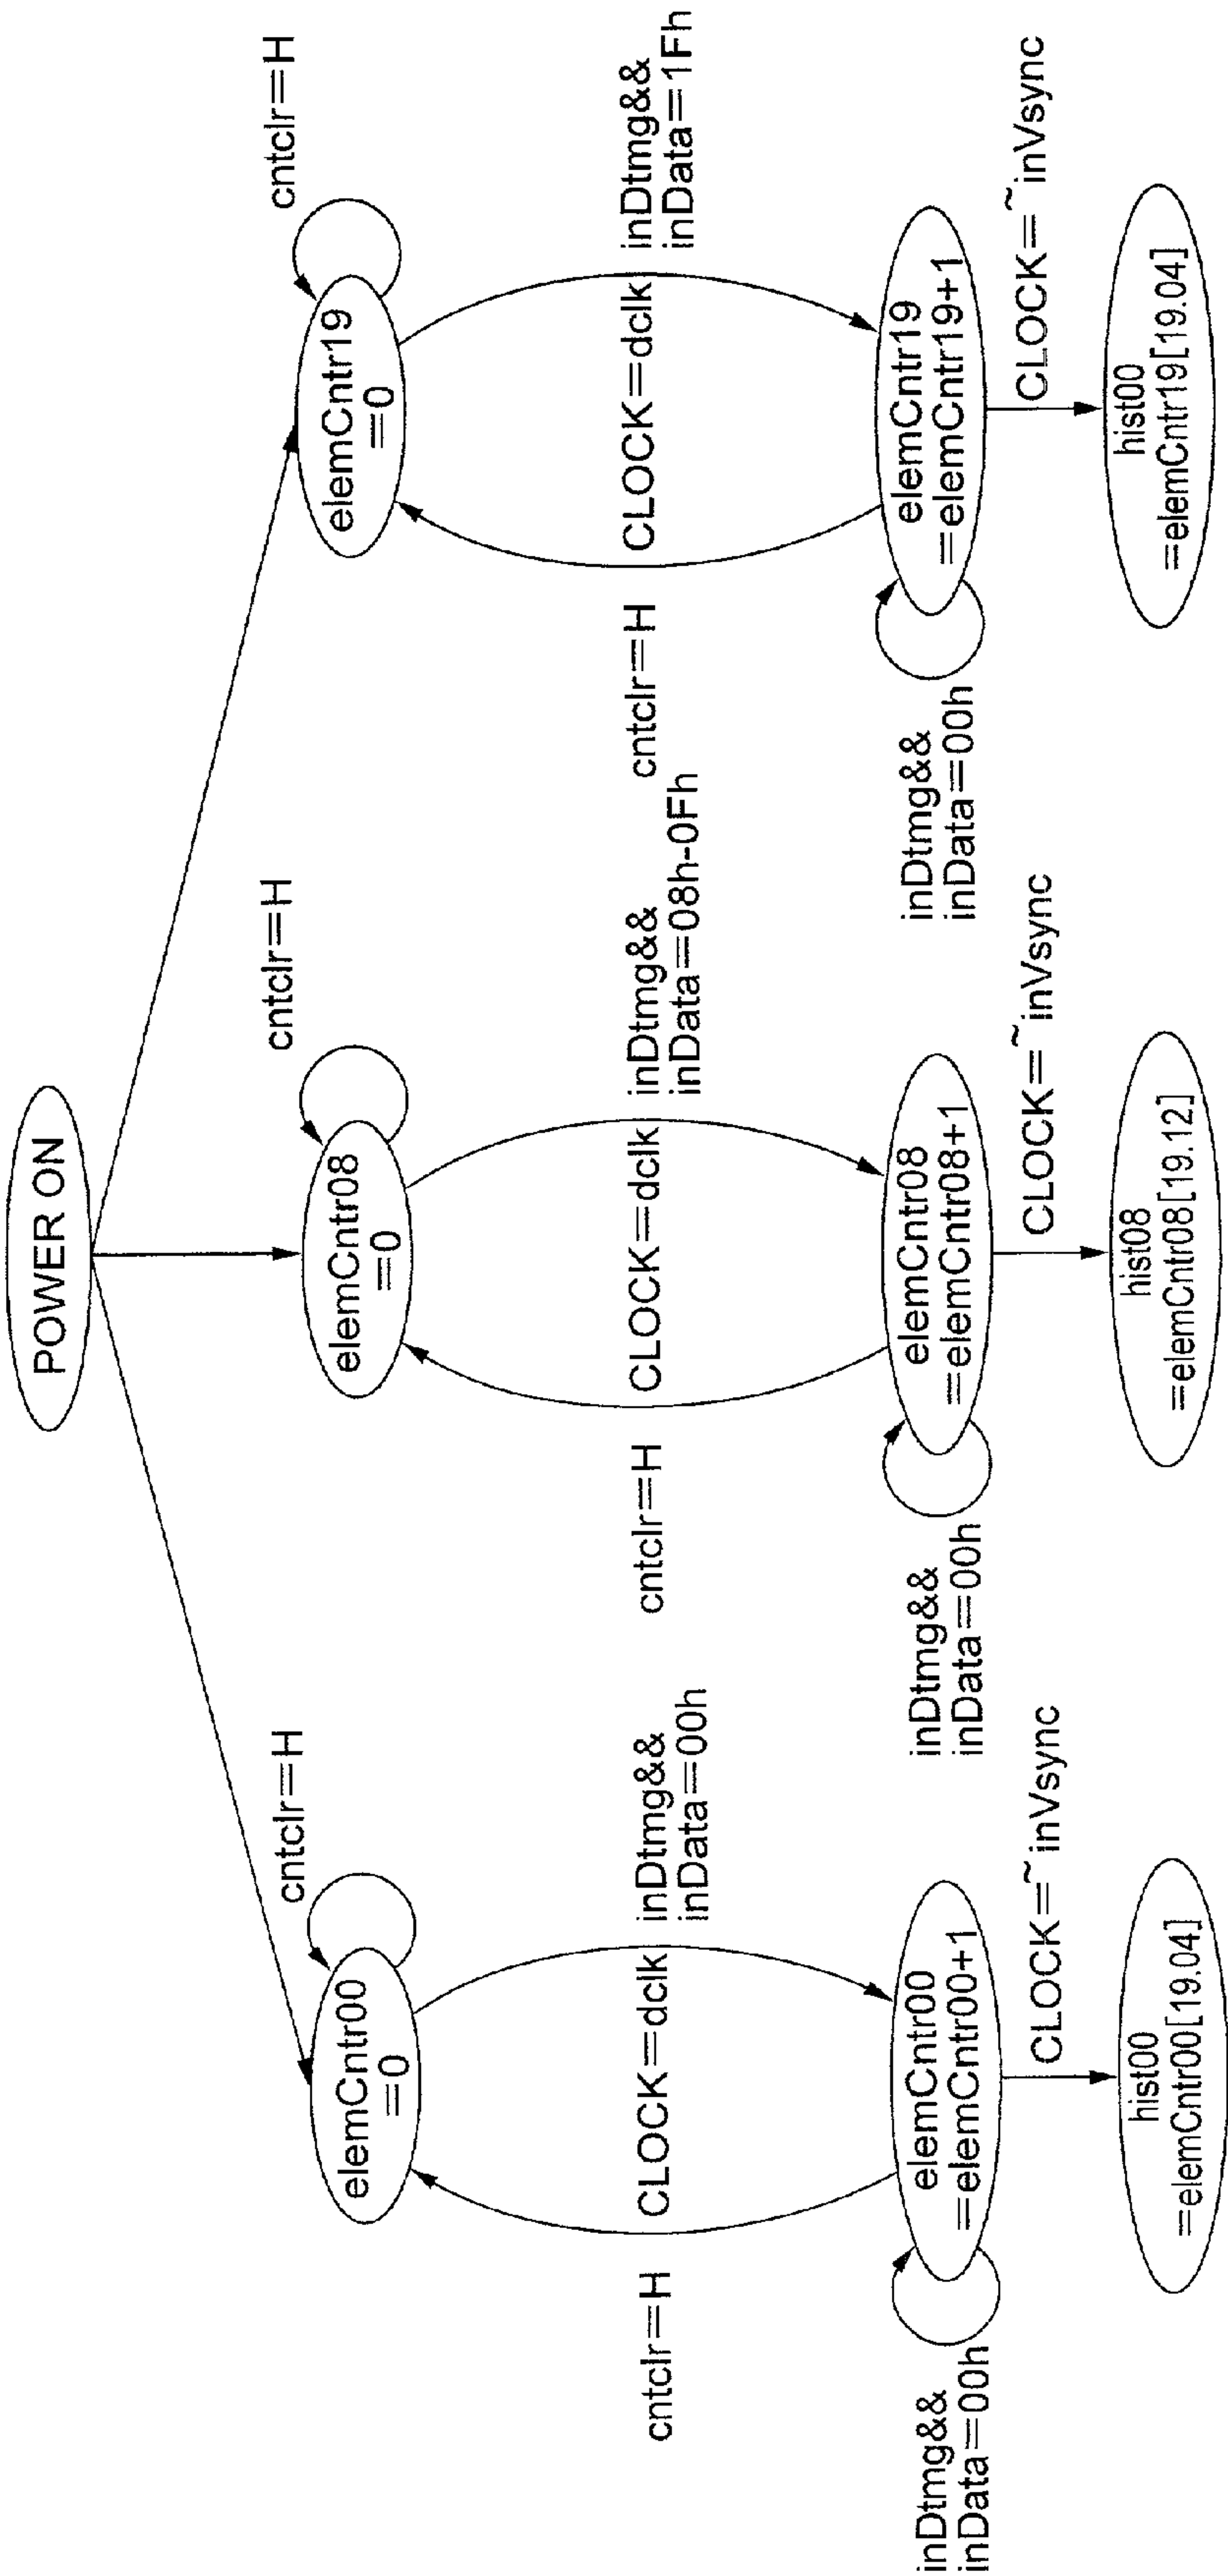 POWER ON
cntclr=H
cntclr=H
cntclr=H
elemCntr00
=0
elemCntr08
=0
elemCntr19
=0
cntclr=H
CLOCK=dclk
inDtmg&&
inData=00h
cntclr=H
CLOCK=dclk
inDtmg&&
inData=08h-0Fh
cntclr=H
CLOCK=dclk
inDtmg&&
inData=1Fh
inDtmg&&
inData=00h
elemCntr00
=elemCntr00+1
inDtmg&&
inData=00h
elemCntr08
=elemCntr08+1
inDtmg&&
inData=00h
elemCntr19
=elemCntr19+1
CLOCK=~inVsync
CLOCK=~inVsync
CLOCK=~inVsync
hist00
=elemCntr00[19.04]
hist08
=elemCntr08[19.12]
hist00
=elemCntr19[19.04]